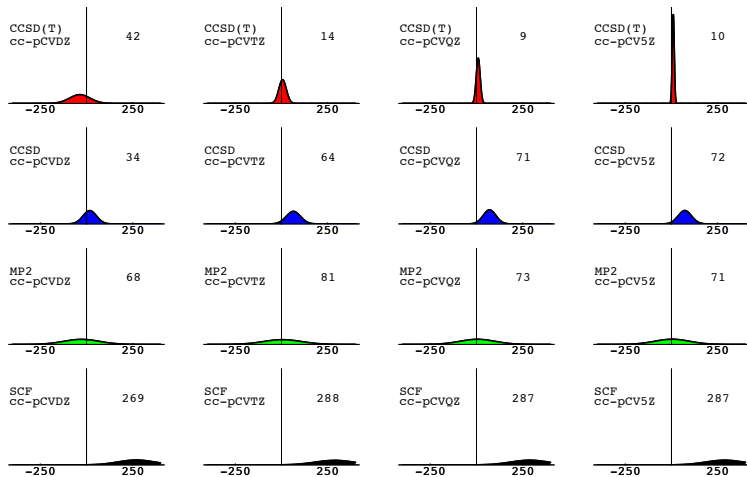 CCSD(T) CCSD(T) CCSD(T) CCSD(T)
cc-pCVDZ 42 cc-pCVTZ 14 cc-pCVQZ 9 cc-pCV5Z 10
−250 250 −250 250 −250 250 −250 250
CCSD CCSD CCSD CCSD
cc-pCVDZ 34 cc-pCVTZ 64 cc-pCVQZ 71 cc-pCV5Z 72
−250 250 −250 250 −250 250 −250 250
MP2 MP2 MP2 MP2
cc-pCVDZ 68 cc-pCVTZ 81 cc-pCVQZ 73 cc-pCV5Z 71
−250 250 −250 250 −250 250 −250 250
SCF SCF SCF SCF
cc-pCVDZ 269 cc-pCVTZ 288 cc-pCVQZ 287 cc-pCV5Z 287
−250 250 −250 250 −250 250 −250 250